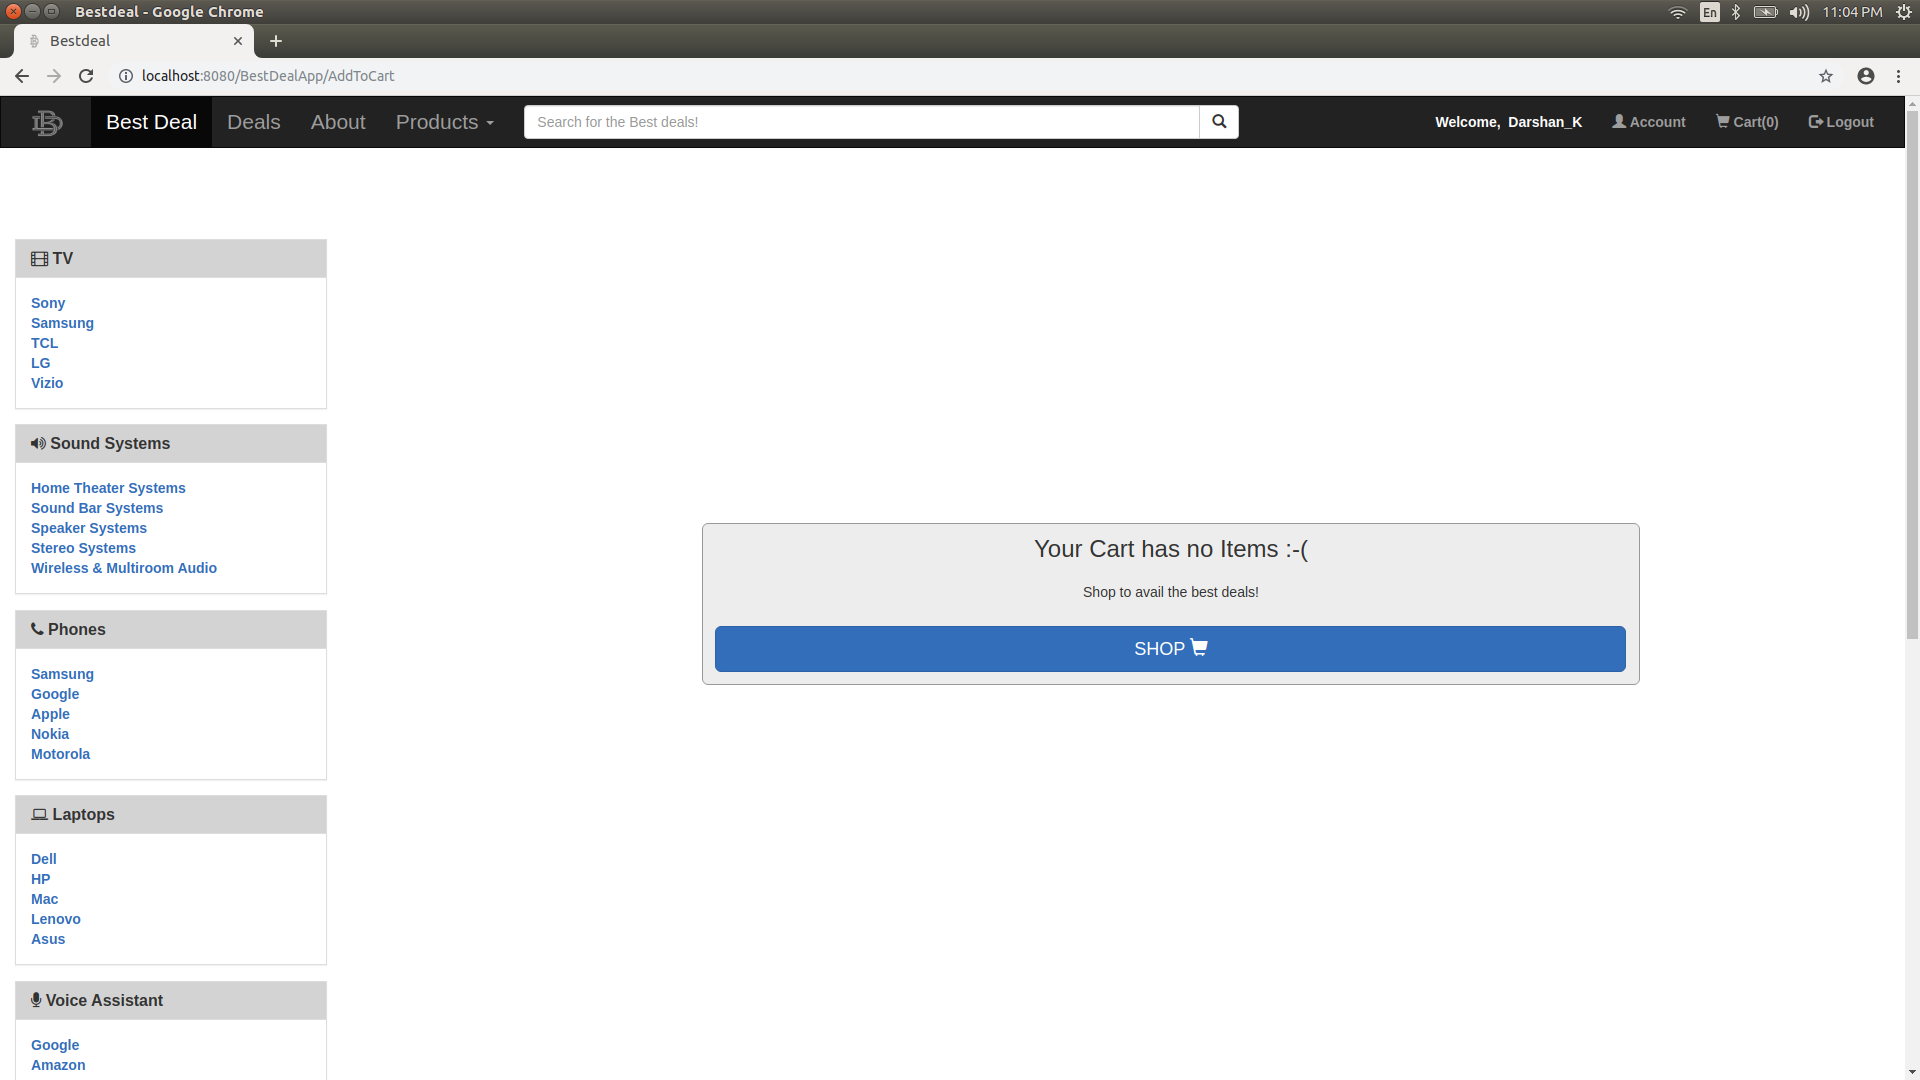 Bestdeal - Google Chrome
En
11:04 PM
Bestdeal
localhost:8080/BestDealApp/AddToCart
Best Deal
Deals
About
Products
Search for the Best deals!
Welcome, Darshan_K
Account
Cart(0)
Logout
TV
Sony
Samsung
TCL
LG
Vizio
Sound Systems
Home Theater Systems
Sound Bar Systems
Speaker Systems
Stereo Systems
Wireless & Multiroom Audio
Phones
Samsung
Google
Apple
Nokia
Motorola
Laptops
Dell
HP
Mac
Lenovo
Asus
Voice Assistant
Google
Amazon
Your Cart has no Items :-(
Shop to avail the best deals!
SHOP